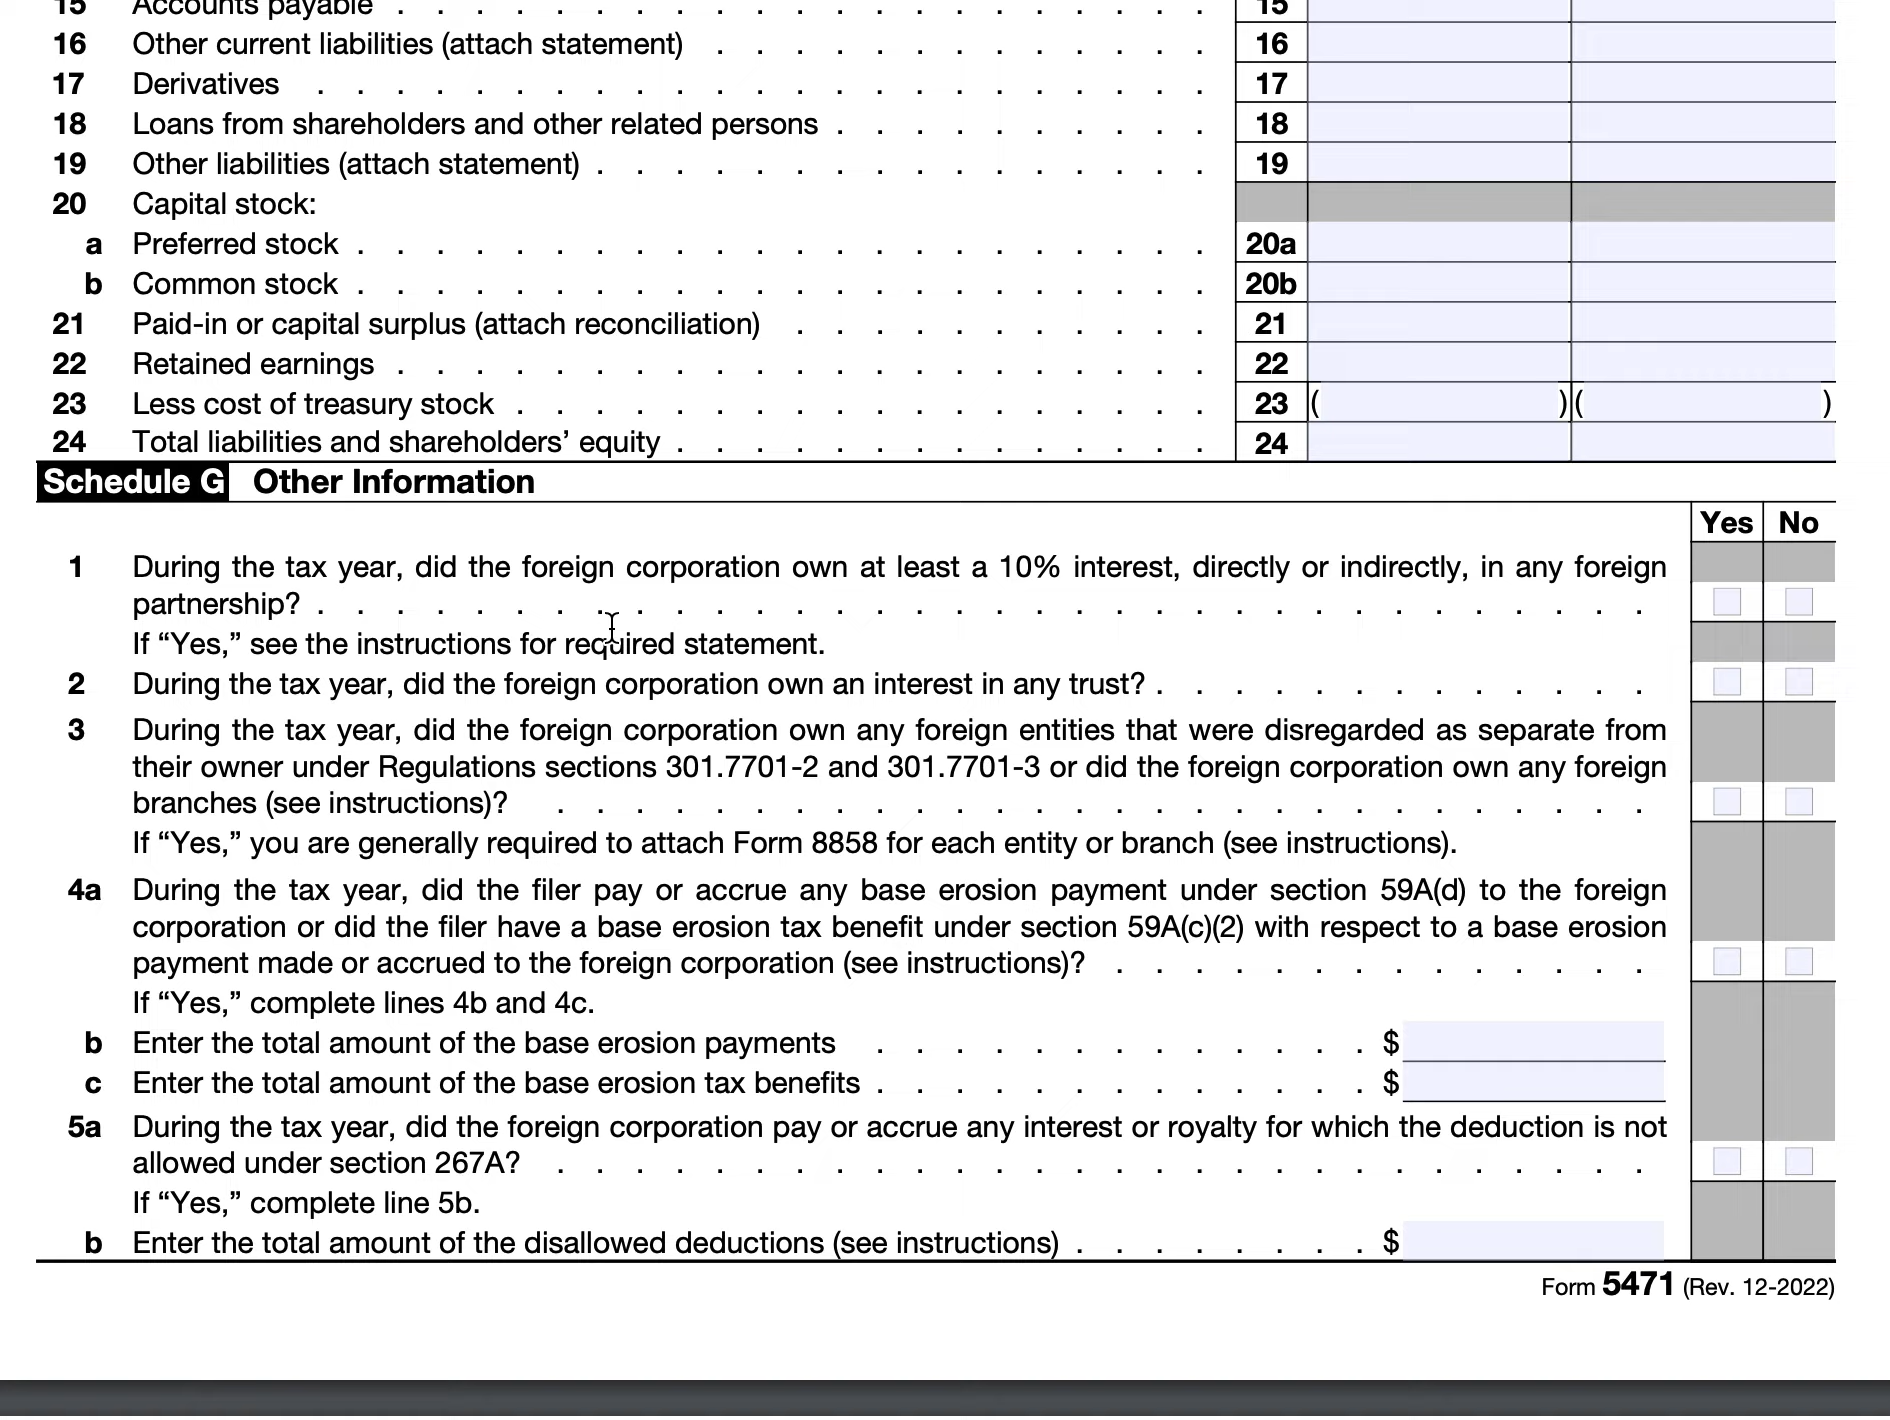 15 Accounts payable . . . . . . . . . . . . . . . . . . . . . 15
16 Other current liabilities (attach statement) . . . . . . . . . . . . . 16
17 Derivatives . . . . . . . . . . . . . . . . . . . . . . . 17
18 Loans from shareholders and other related persons . . . . . . . . . . 18
19 Other liabilities (attach statement) . . . . . . . . . . . . . . . . 19
20 Capital stock:
a Preferred stock . . . . . . . . . . . . . . . . . . . . . . 20a
b Common stock . . . . . . . . . . . . . . . . . . . . . . 20b
21 Paid-in or capital surplus (attach reconciliation) . . . . . . . . . . . 21
22 Retained earnings . . . . . . . . . . . . . . . . . . . . . 22
23 Less cost of treasury stock . . . . . . . . . . . . . . . . . . 23 ( ) ( )
24 Total liabilities and shareholders’ equity . . . . . . . . . . . . . . 24
Schedule G Other Information
Yes No
1 During the tax year, did the foreign corporation own at least a 10% interest, directly or indirectly, in any foreign
partnership? . . . . . . . . . . . . . . . . . . . . . . . . . . . . . . . . . .
If “Yes,” see the instructions for required statement.
2 During the tax year, did the foreign corporation own an interest in any trust? . . . . . . . . . . . . .
3 During the tax year, did the foreign corporation own any foreign entities that were disregarded as separate from
their owner under Regulations sections 301.7701-2 and 301.7701-3 or did the foreign corporation own any foreign
branches (see instructions)? . . . . . . . . . . . . . . . . . . . . . . . . . . . .
If “Yes,” you are generally required to attach Form 8858 for each entity or branch (see instructions).
4a During the tax year, did the filer pay or accrue any base erosion payment under section 59A(d) to the foreign
corporation or did the filer have a base erosion tax benefit under section 59A(c)(2) with respect to a base erosion
payment made or accrued to the foreign corporation (see instructions)? . . . . . . . . . . . . . .
If “Yes,” complete lines 4b and 4c.
b Enter the total amount of the base erosion payments . . . . . . . . . . . . . $
c Enter the total amount of the base erosion tax benefits . . . . . . . . . . . . . $
5a During the tax year, did the foreign corporation pay or accrue any interest or royalty for which the deduction is not
allowed under section 267A? . . . . . . . . . . . . . . . . . . . . . . . . . . . .
If “Yes,” complete line 5b.
b Enter the total amount of the disallowed deductions (see instructions) . . . . . . . . $
Form 5471 (Rev. 12-2022)